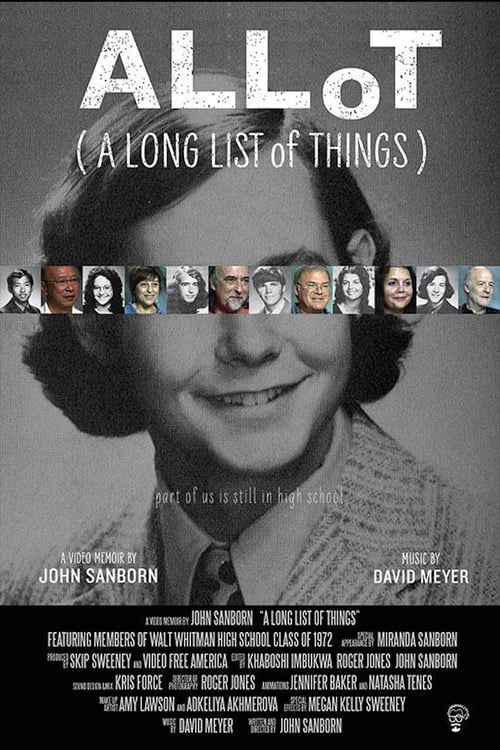 ALLoT
( A LONG LIST of THINGS )
part of us is still in high school
A VIDEO MEMOIR BY
JOHN SANBORN
MUSIC BY
DAVID MEYER
A VIDEO MEMOIR BY JOHN SANBORN "A LONG LIST OF THINGS"
FEATURING MEMBERS OF WALT WHITMAN HIGH SCHOOL CLASS OF 1972 SPECIAL APPEARANCE BY MIRANDA SANBORN
PRODUCED BY SKIP SWEENEY AND VIDEO FREE AMERICA EDITED BY KHABOSHI IMBUKWA ROGER JONES JOHN SANBORN
SOUND DESIGN & MIX KRIS FORCE DIRECTOR OF PHOTOGRAPHY ROGER JONES ANIMATIONS JENNIFER BAKER AND NATASHA TENES
MAKE UP ARTIST AMY LAWSON AND ADKELIYA AKHMEROVA SPECIAL EFFECTS BY MEGAN KELLY SWEENEY
MUSIC BY DAVID MEYER WRITTEN AND DIRECTED BY JOHN SANBORN